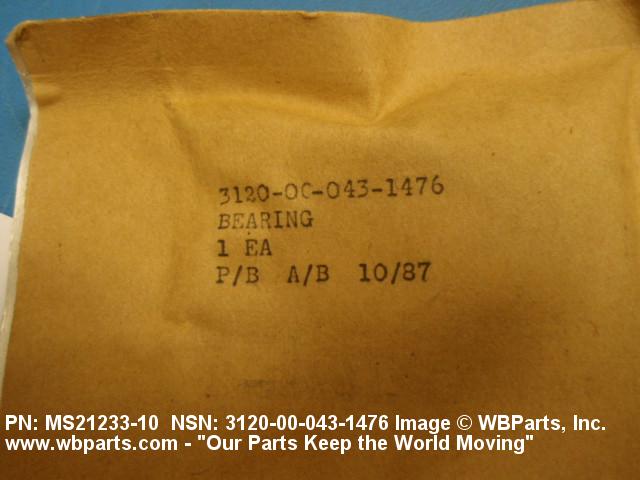 3120-0C-043-1476
BEARING
1 EA
P/B A/B 10/87
PN: MS21233-10 NSN: 3120-00-043-1476 Image © WBParts, Inc.
www.wbparts.com - "Our Parts Keep the World Moving"